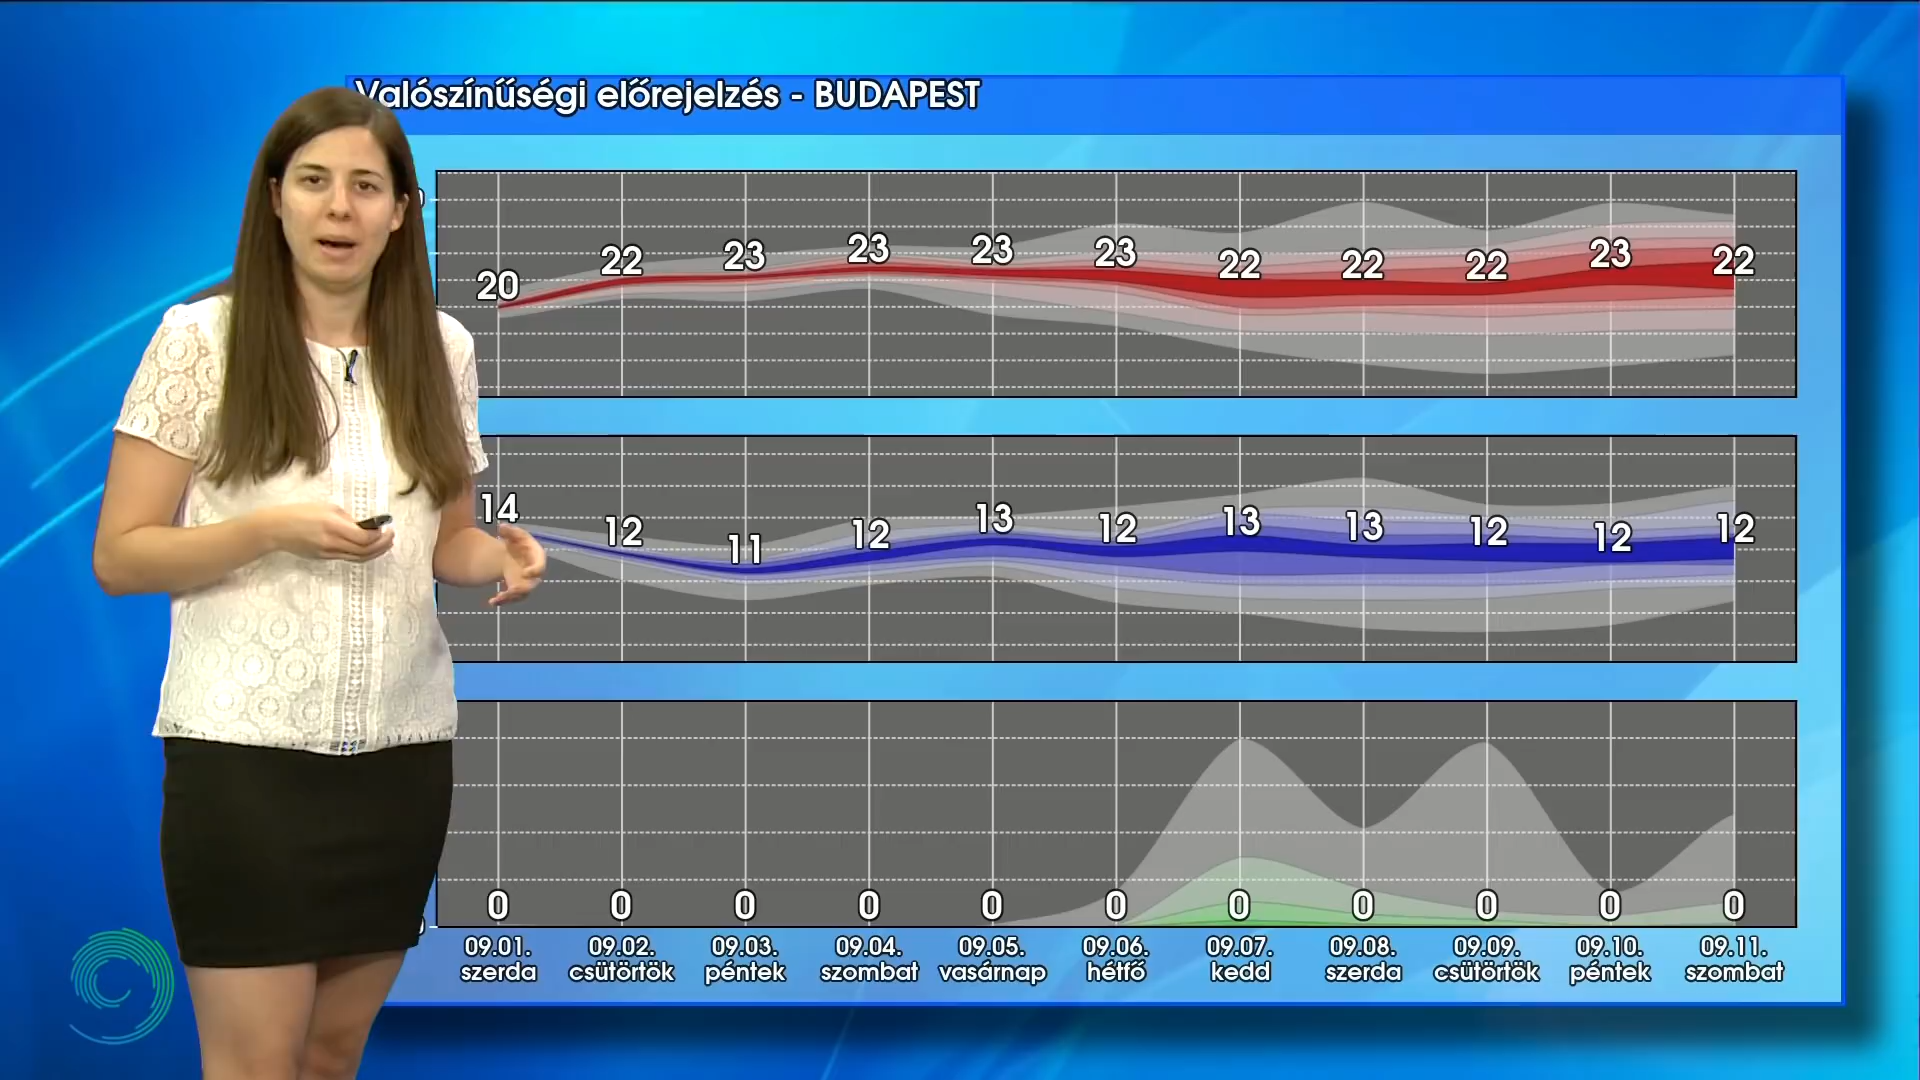 Valószínűségi előrejelzés - BUDAPEST
20 22 23 23 23 23 22 22 22 23 22
14 12 11 12 13 12 13 13 12 12 12
0 0 0 0 0 0 0 0 0 0 0
09.01. 09.02. 09.03. 09.04. 09.05. 09.06. 09.07. 09.08. 09.09. 09.10. 09.11.
szerda csütörtök péntek szombat vasárnap hétfő kedd szerda csütörtök péntek szombat